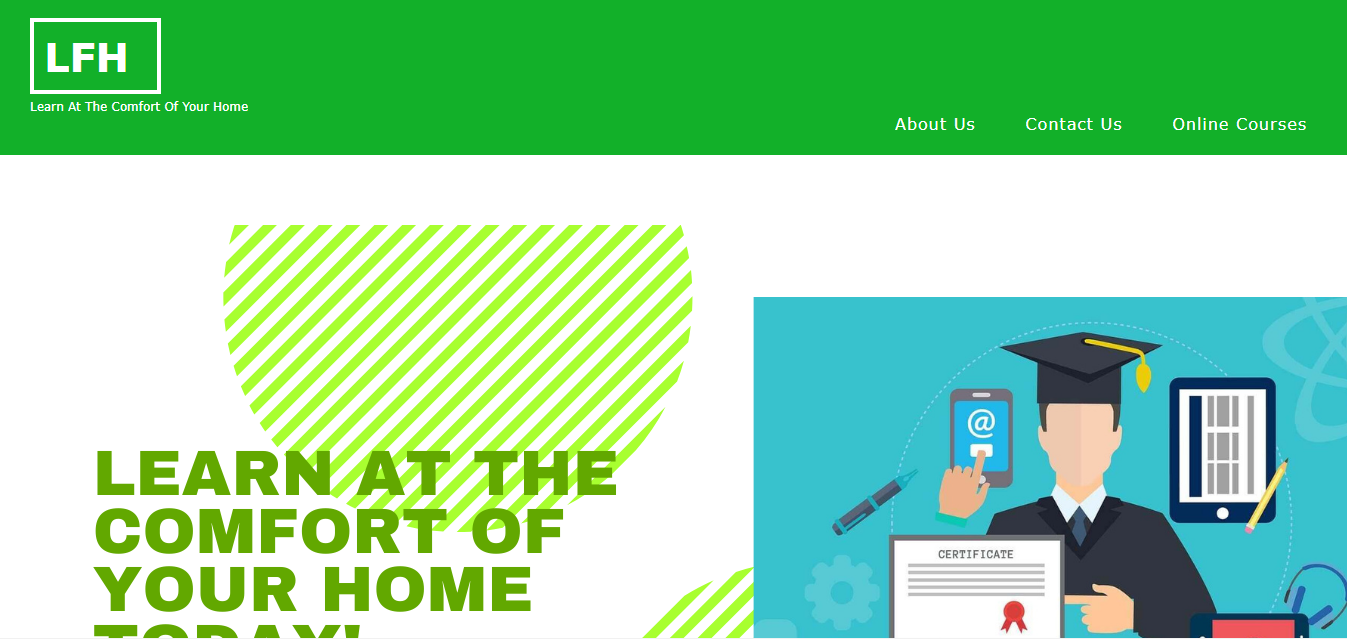 LFH
Learn At The Comfort Of Your Home
About Us
Contact Us
Online Courses
LEARN AT THE
COMFORT OF
YOUR HOME
TODAY!
@
CERTIFICATE